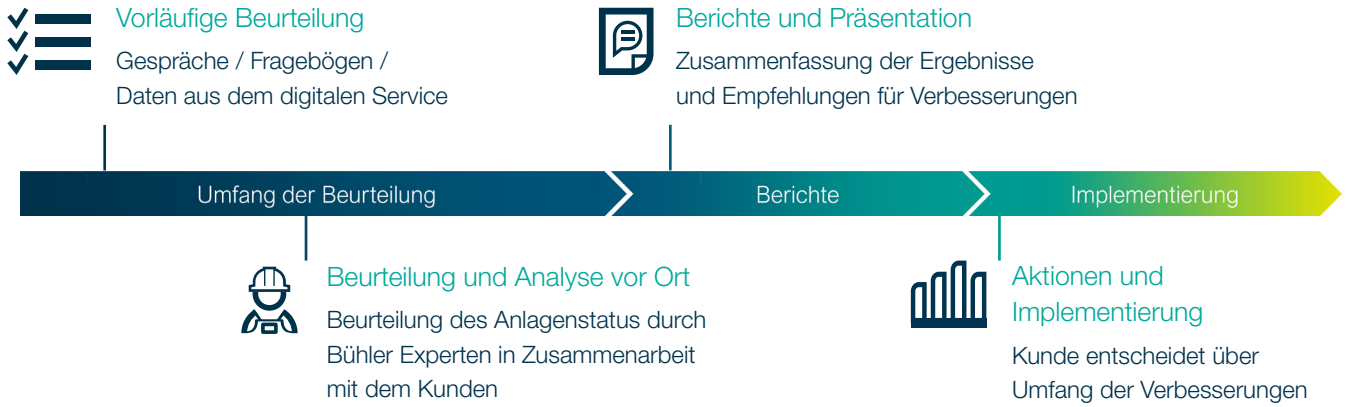 Vorläufige Beurteilung
Gespräche / Fragebögen /
Daten aus dem digitalen Service
Berichte und Präsentation
Zusammenfassung der Ergebnisse
und Empfehlungen für Verbesserungen
Umfang der Beurteilung
Berichte
Implementierung
Beurteilung und Analyse vor Ort
Beurteilung des Anlagenstatus durch
Bühler Experten in Zusammenarbeit
mit dem Kunden
Aktionen und
Implementierung
Kunde entscheidet über
Umfang der Verbesserungen